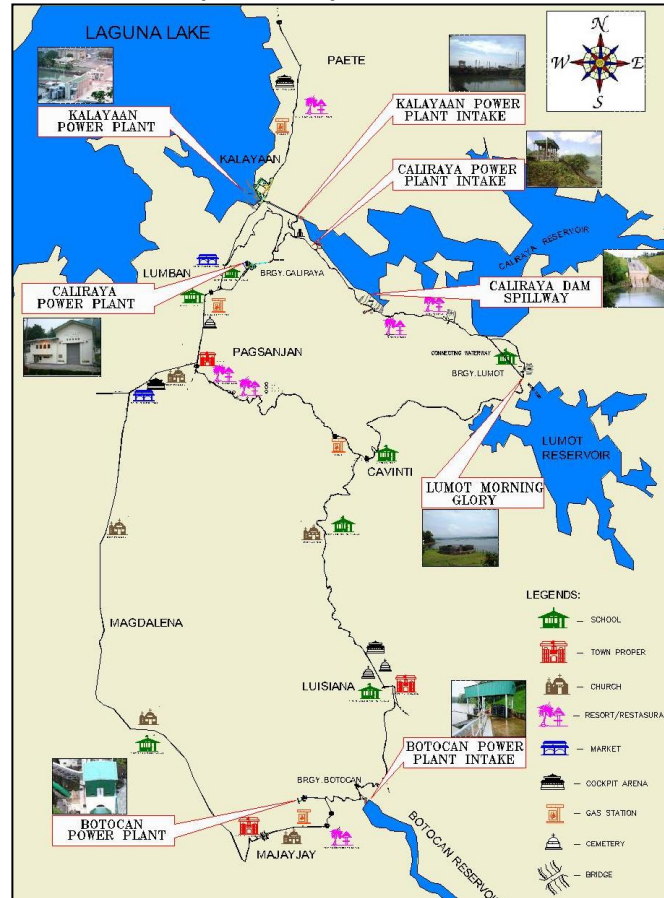 LAGUNA LAKE
PAETE
N
W
E
S
KALAYAAN
POWER PLANT
KALAYAAN POWER
PLANT INTAKE
KALAYAAN
CALIRAYA POWER
PLANT INTAKE
CALIRAYA RESERVOIR
LUMBAN
BRGY. CALIRAYA
CALIRAYA
POWER PLANT
CALIRAYA DAM
SPILLWAY
PAGSANJAN
CONNECTING WATERWAY
BRGY. LUMOT
LUMOT
RESERVOIR
CAVINTI
LUMOT MORNING
GLORY
LEGENDS:
– SCHOOL
– TOWN PROPER
– CHURCH
– RESORT/RESTASURA
– MARKET
– COCKPIT ARENA
– GAS STATION
– CEMETERY
– BRIDGE
MAGDALENA
LUISIANA
BOTOCAN POWER
PLANT INTAKE
BRGY. BOTOCAN
BOTOCAN
POWER PLANT
MAJAYJAY
BOTOCAN RESERVOIR